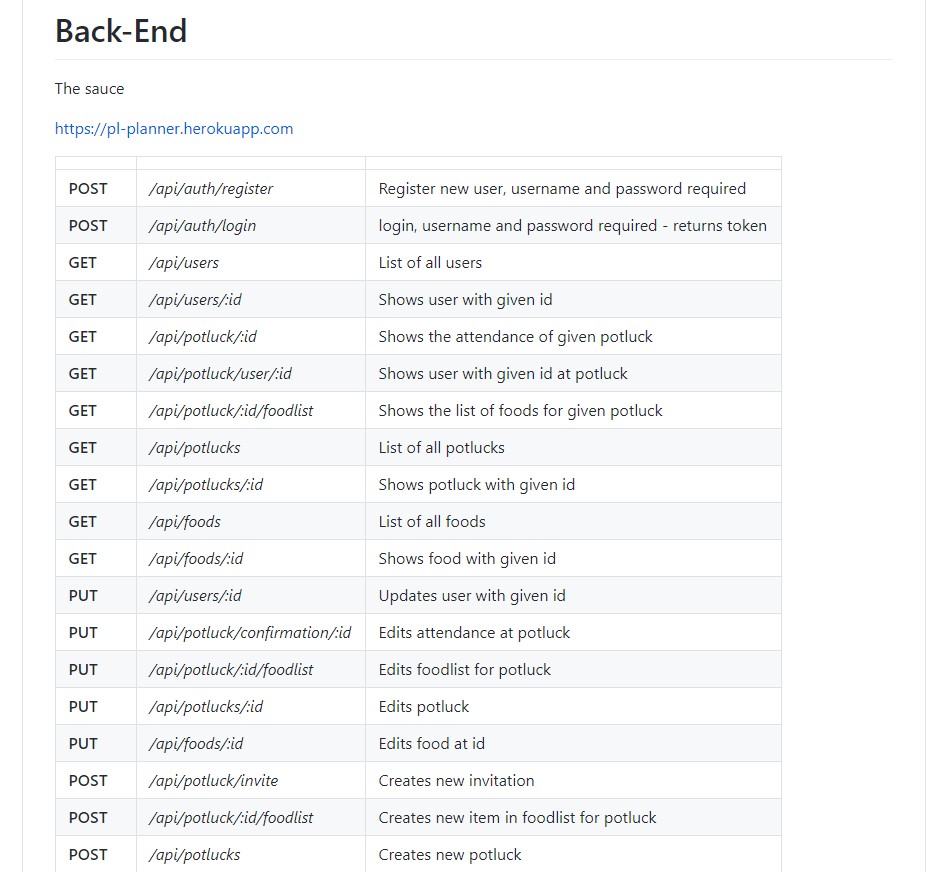 Back-End
The sauce
https://pl-planner.herokuapp.com
POST /api/auth/register Register new user, username and password required
POST /api/auth/login login, username and password required - returns token
GET /api/users List of all users
GET /api/users/:id Shows user with given id
GET /api/potluck/:id Shows the attendance of given potluck
GET /api/potluck/user/:id Shows user with given id at potluck
GET /api/potluck/:id/foodlist Shows the list of foods for given potluck
GET /api/potlucks List of all potlucks
GET /api/potlucks/:id Shows potluck with given id
GET /api/foods List of all foods
GET /api/foods/:id Shows food with given id
PUT /api/users/:id Updates user with given id
PUT /api/potluck/confirmation/:id Edits attendance at potluck
PUT /api/potluck/:id/foodlist Edits foodlist for potluck
PUT /api/potlucks/:id Edits potluck
PUT /api/foods/:id Edits food at id
POST /api/potluck/invite Creates new invitation
POST /api/potluck/:id/foodlist Creates new item in foodlist for potluck
POST /api/potlucks Creates new potluck